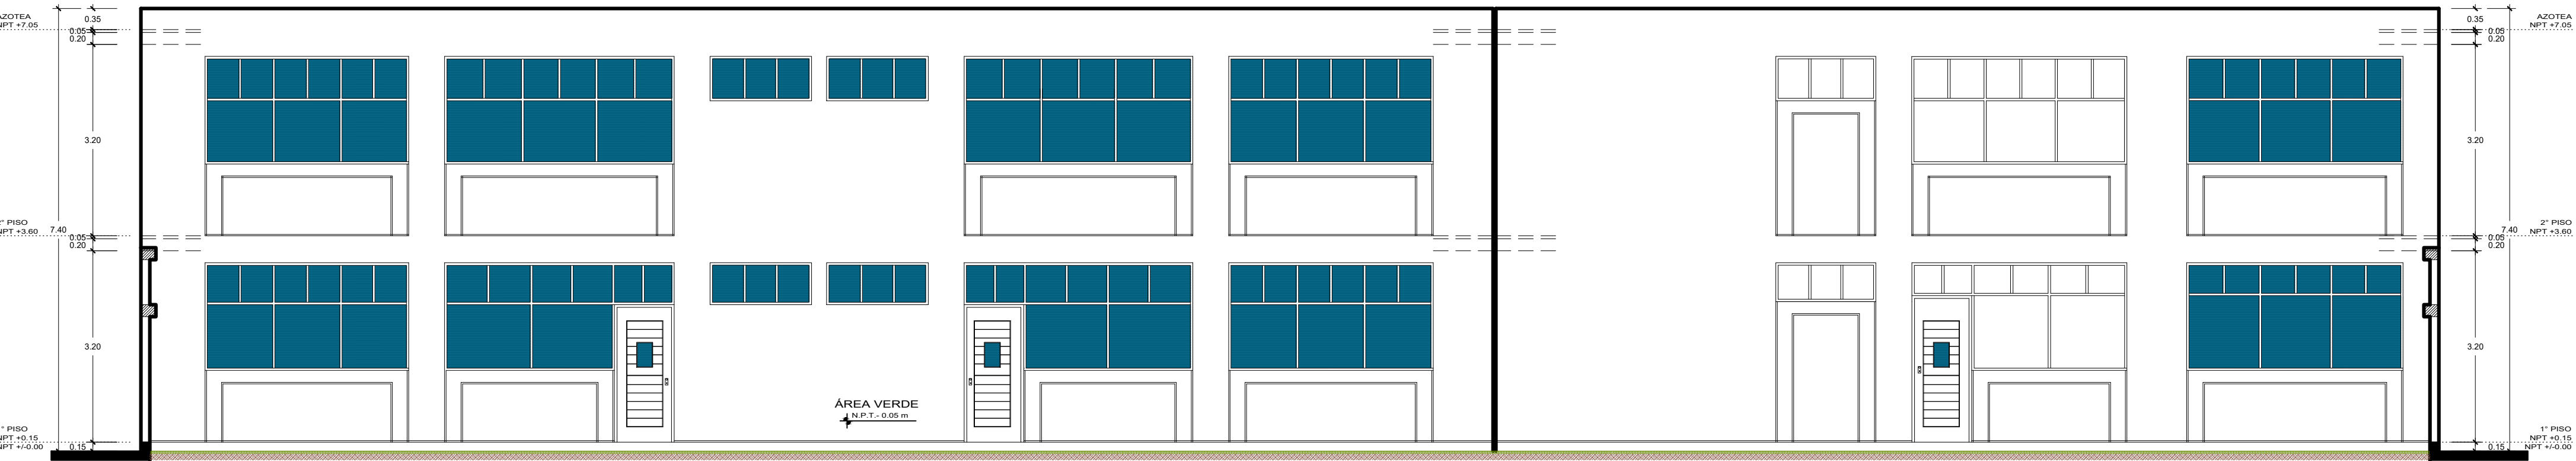 AZOTEA
NPT +7.05
0.35
0.05
0.20
3.20
2° PISO
NPT +3.60
7.40
0.05
0.20
3.20
1° PISO
NPT +0.15
NPT +/-0.00
0.15
ÁREA VERDE
N.P.T.- 0.05 m
0.35
AZOTEA
NPT +7.05
0.05
0.20
3.20
2° PISO
NPT +3.60
7.40
0.05
0.20
3.20
1° PISO
NPT +0.15
NPT +/-0.00
0.15